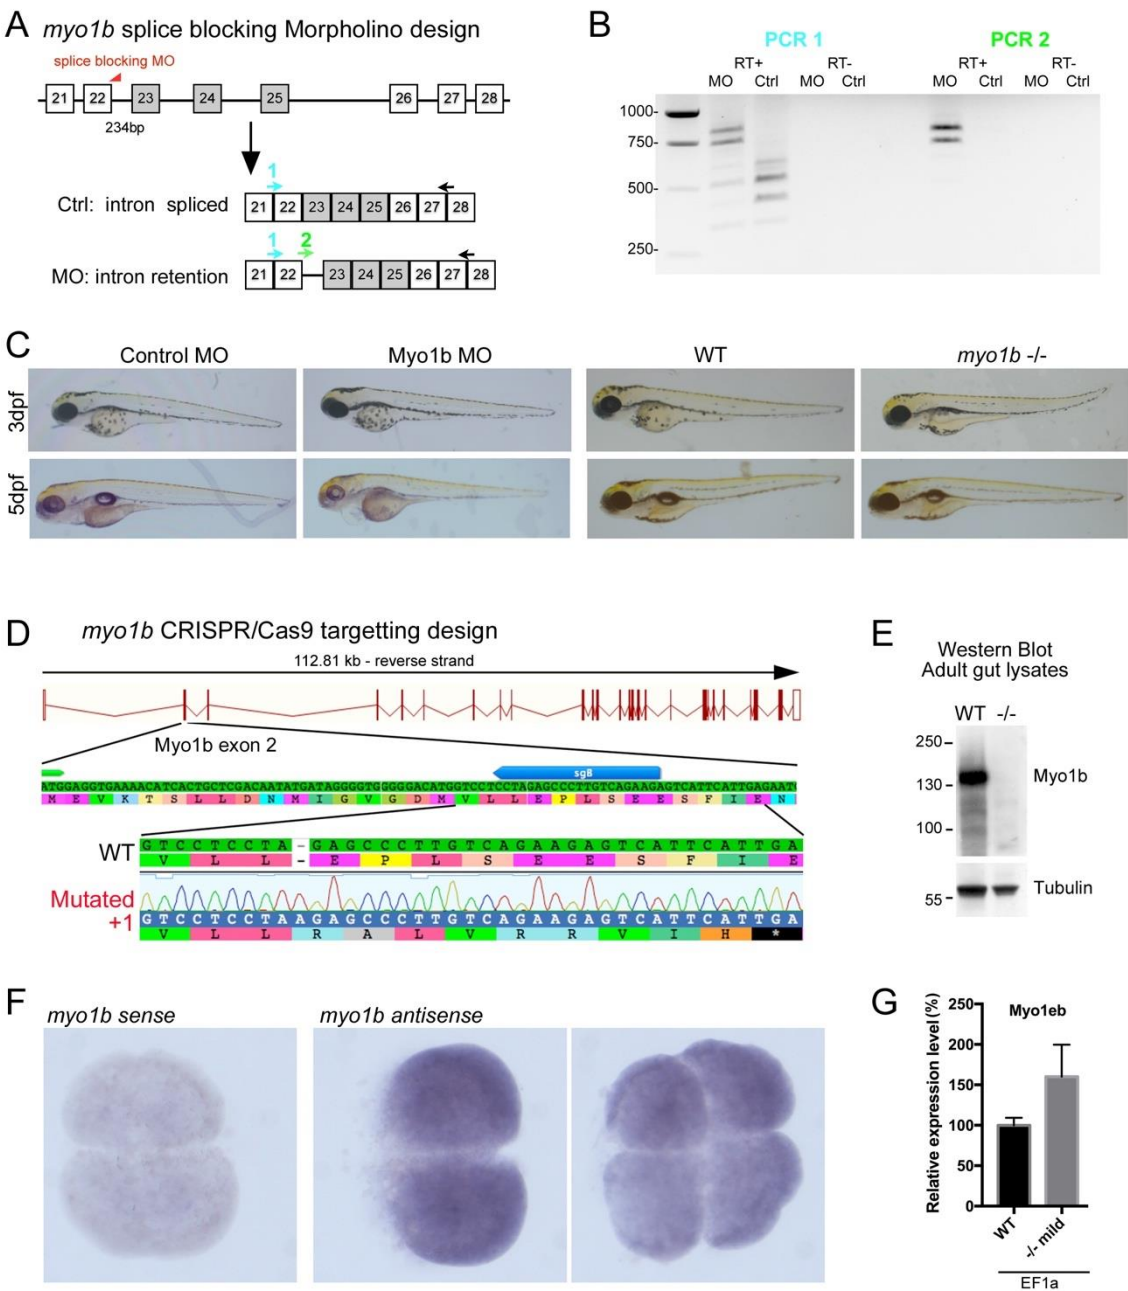 A myo1b splice blocking Morpholino design
splice blocking MO
21 22 23 24 25 26 27 28
234bp
1
Ctrl: intron spliced 21 22 23 24 25 26 27 28
1 2
MO: intron retention 21 22 23 24 25 26 27 28
B
PCR 1 PCR 2
RT+ RT- RT+ RT-
MO Ctrl MO Ctrl MO Ctrl MO Ctrl
1000-
750-
500-
250-
C
Control MO Myo1b MO WT myo1b -/-
3dpf
5dpf
D myo1b CRISPR/Cas9 targetting design
112.81 kb - reverse strand
Myo1b exon 2
sgB
ATGGAGGTGAAAACATCACTGCTCGACAATATGATAGGGGTGGGGGACATGGTCCTCCTAGAGCCCTTGTCAGAAGAGTCATTCATTGAGAAT
M E V K T S L L D N M I G V G D M V L L E P L S E E S F I E N
WT G T C C T C C T A - G A G C C C T T G T C A G A A G A G T C A T T C A T T G A
V L L - E P L S E E S F I E
Mutated
+1 G T C C T C C T A A G A G C C C T T G T C A G A A G A G T C A T T C A T T G A
V L L R A L V R R V I H *
E
Western Blot
Adult gut lysates
WT -/-
250-
130- Myo1b
100-
55- Tubulin
F myo1b sense myo1b antisense
G
Myo1eb
Relative expression level (%)
250
200
150
100
50
0
WT -/- mild
EF1a